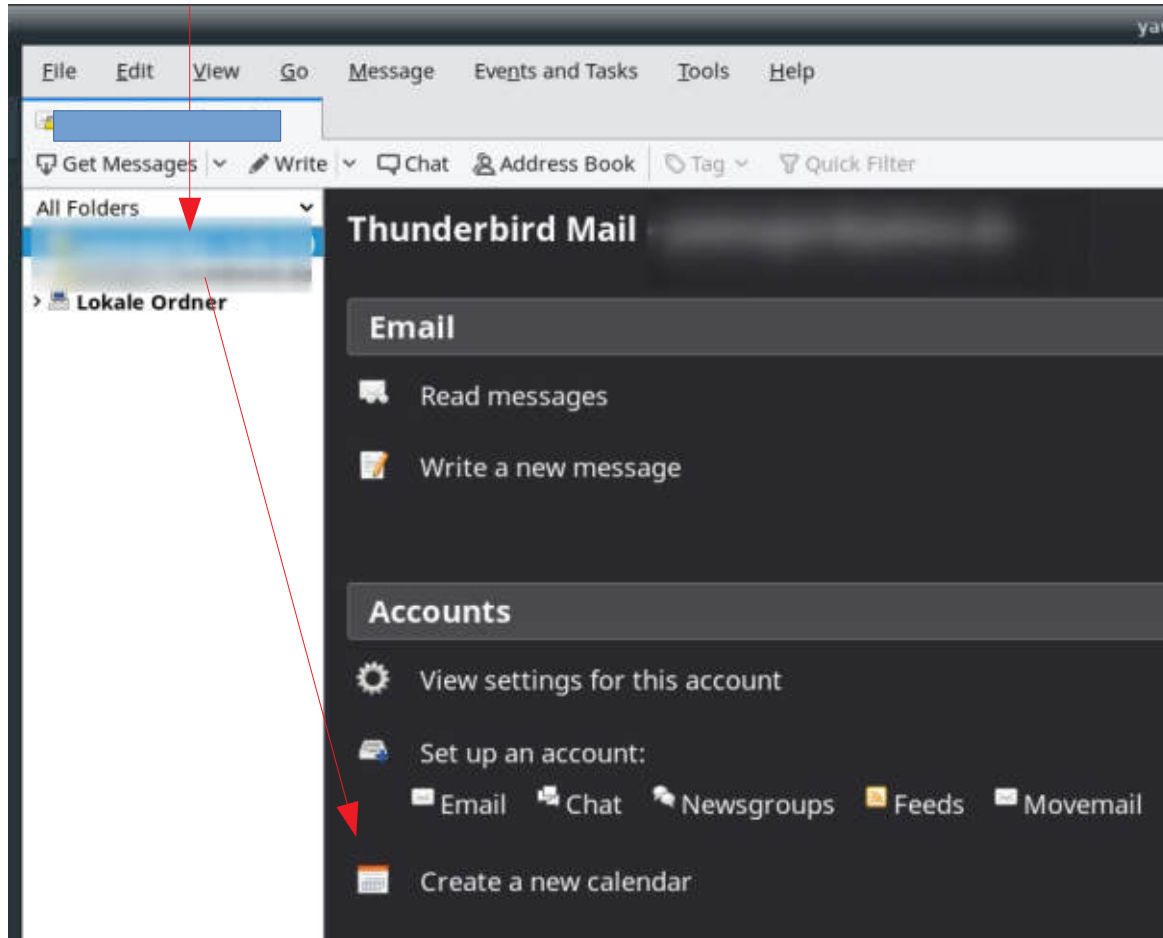 yat
File Edit View Go Message Events and Tasks Tools Help
Get Messages Write Chat Address Book Tag Quick Filter
All Folders
Thunderbird Mail
Lokale Ordner
Email
Read messages
Write a new message
Accounts
View settings for this account
Set up an account:
Email Chat Newsgroups Feeds Movemail
Create a new calendar